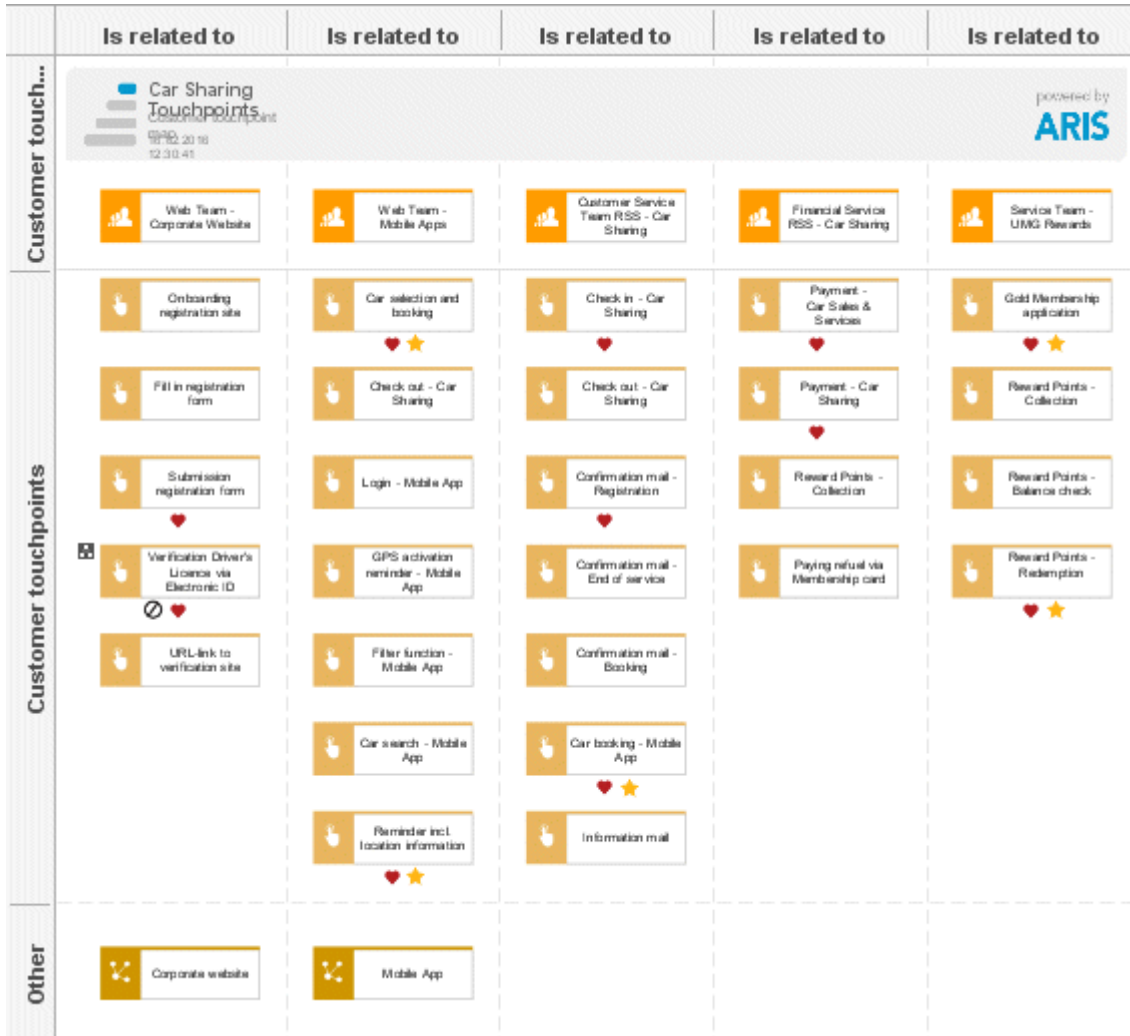 Is related to
Is related to
Is related to
Is related to
Is related to
Customer touch...
Car Sharing
Touchpoints
Customer touchpoint
map
12:30:41
powered by
ARIS
Web Team -
Corporate Website
Web Team -
Mobile Apps
Customer Service
Team RSS - Car
Sharing
Financial Service
RSS - Car Sharing
Service Team -
UMG Rewards
Customer touchpoints
Onboarding
registration site
Car selection and
booking
Check in - Car
Sharing
Payment -
Car Sales &
Services
Gold Membership
application
Fill in registration
form
Check out - Car
Sharing
Check out - Car
Sharing
Payment - Car
Sharing
Reward Points -
Collection
Submission
registration form
Login - Mobile App
Confirmation mail -
Registration
Reward Points -
Collection
Reward Points -
Balance check
Verification Driver's
Licence via
Electronic ID
GPS activation
reminder - Mobile
App
Confirmation mail -
End of service
Paying refuel via
Membership card
Reward Points -
Redemption
URL-link to
verification site
Filter function -
Mobile App
Confirmation mail -
Booking
Car search - Mobile
App
Car booking - Mobile
App
Reminder incl.
location information
Information mail
Other
Corporate website
Mobile App